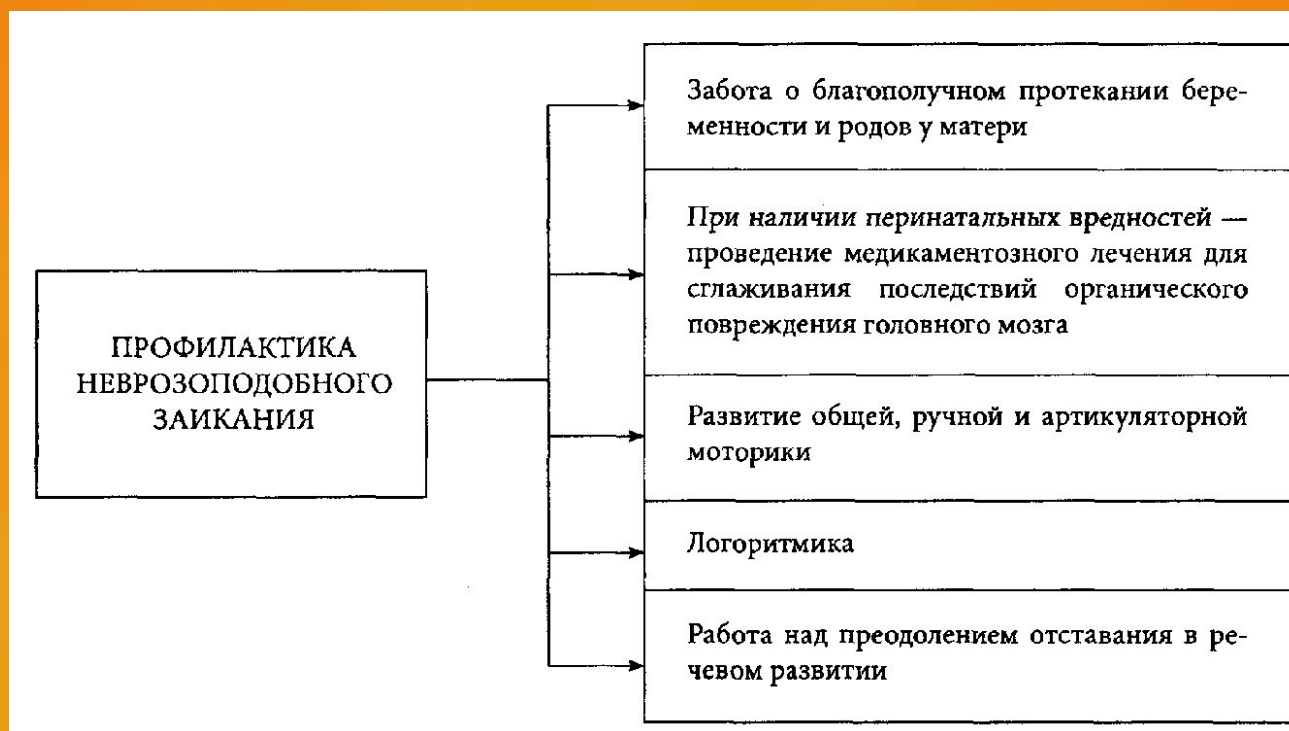 ПРОФИЛАКТИКА
НЕВРОЗОПОДОБНОГО
ЗАИКАНИЯ
Забота о благополучном протекании бере-
менности и родов у матери
При наличии перинатальных вредностей —
проведение медикаментозного лечения для
сглаживания последствий органического
повреждения головного мозга
Развитие общей, ручной и артикуляторной
моторики
Логоритмика
Работа над преодолением отставания в ре-
чевом развитии